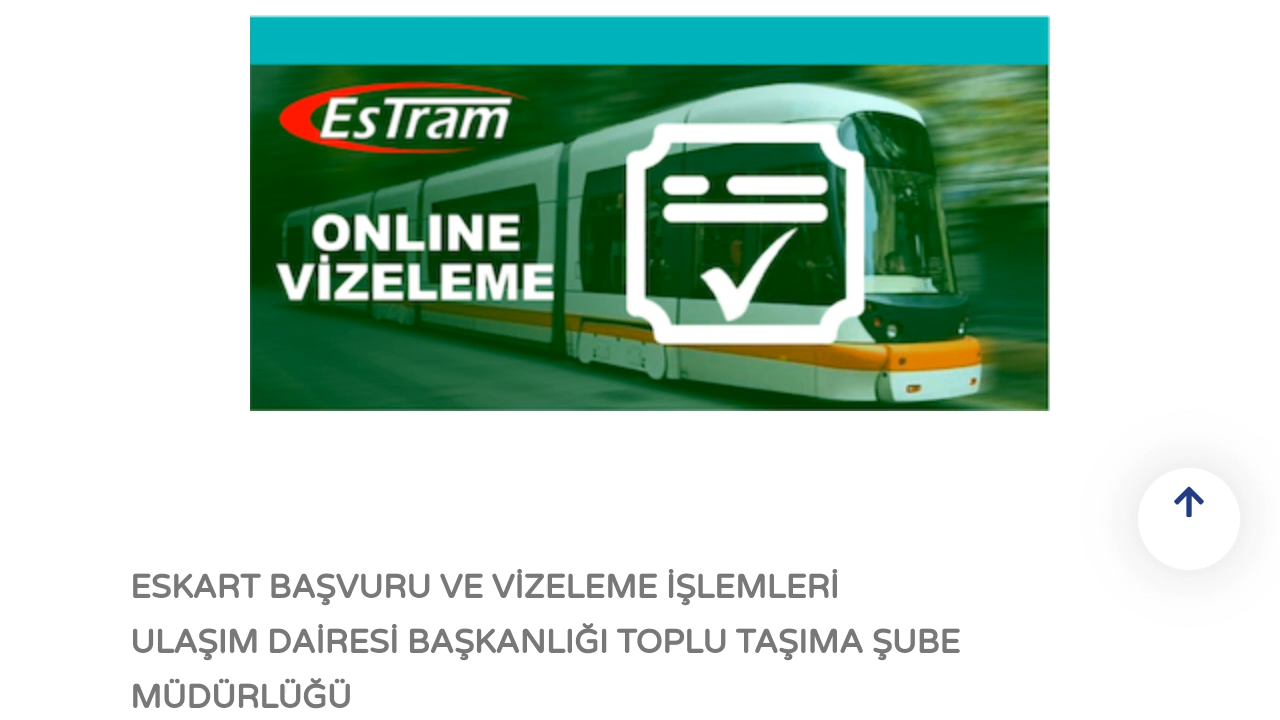 EsTram
ONLINE
VİZELEME
ESKART BAŞVURU VE VİZELEME İŞLEMLERİ
ULAŞIM DAİRESİ BAŞKANLIĞI TOPLU TAŞIMA ŞUBE
MÜDÜRLÜĞÜ